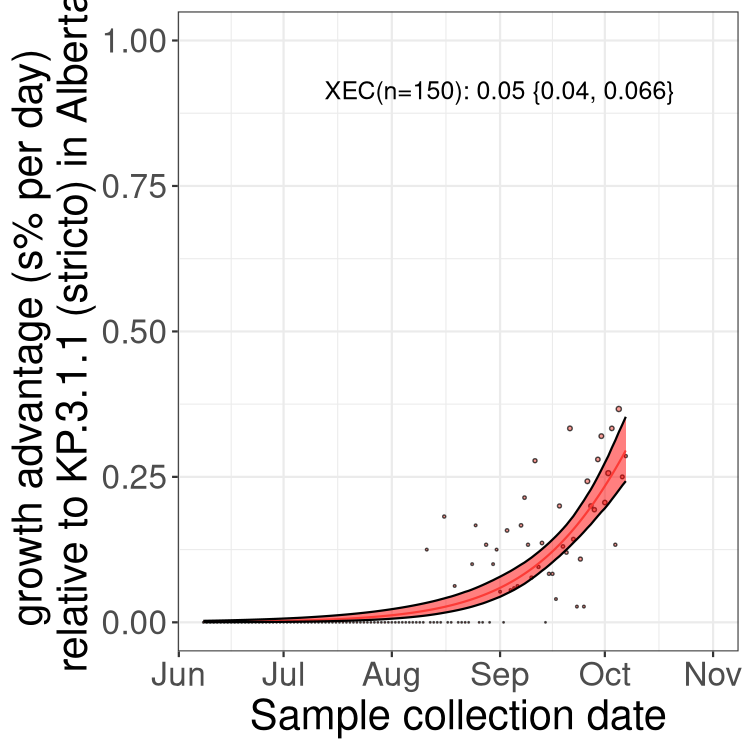 growth advantage (s% per day)
relative to KP.3.1.1 (stricto) in Alberta
1.00
0.75
0.50
0.25
0.00
XEC(n=150): 0.05 {0.04, 0.066}
Jun Jul Aug Sep Oct Nov
Sample collection date